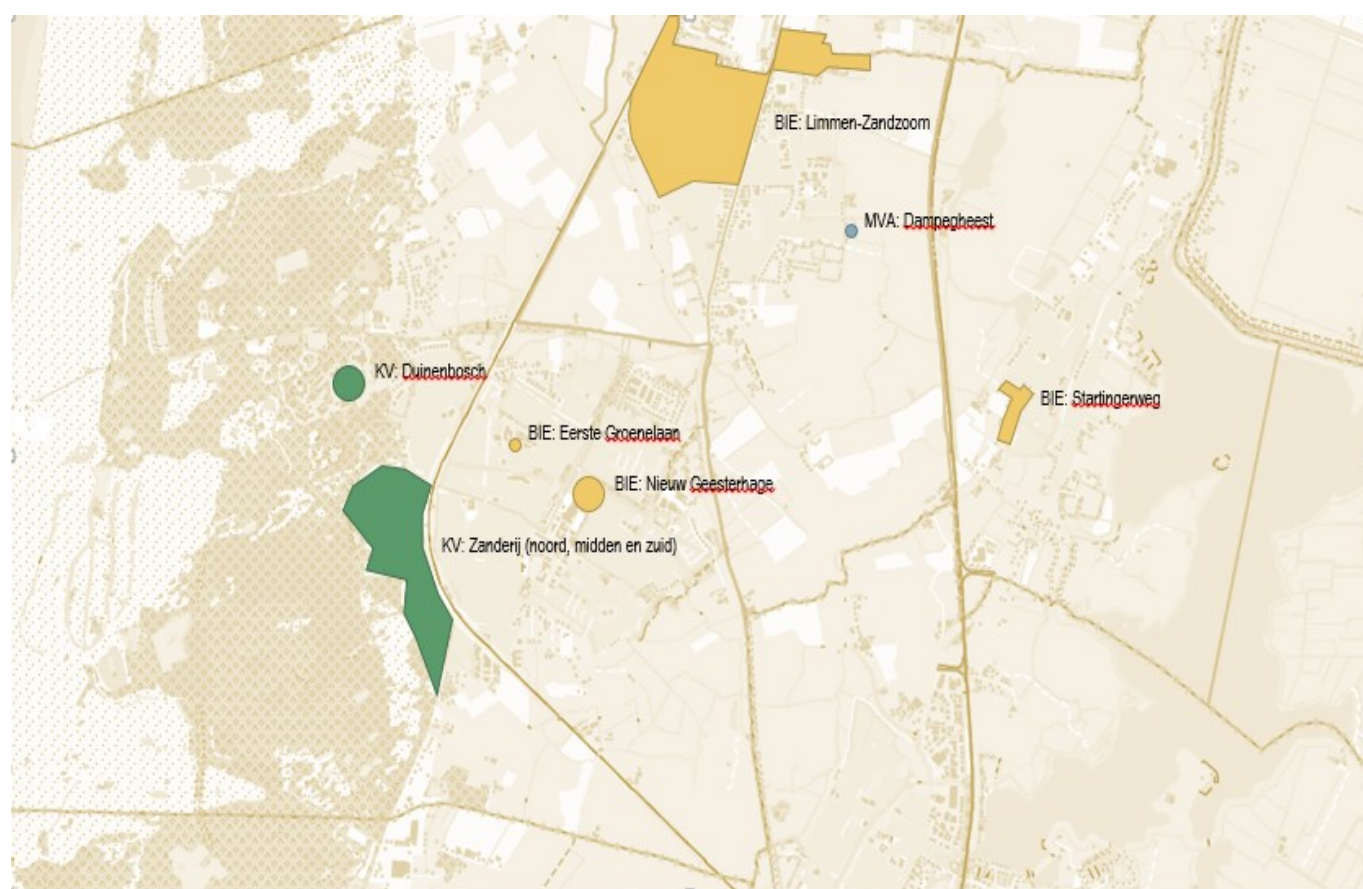 BIE: Limmen-Zandzoom
MVA: Dampegheest
KV: Duinenbosch
BIE: Startingerweg
BIE: Eerste Groenelaan
BIE: Nieuw Geesterhage
KV: Zanderij (noord, midden en zuid)